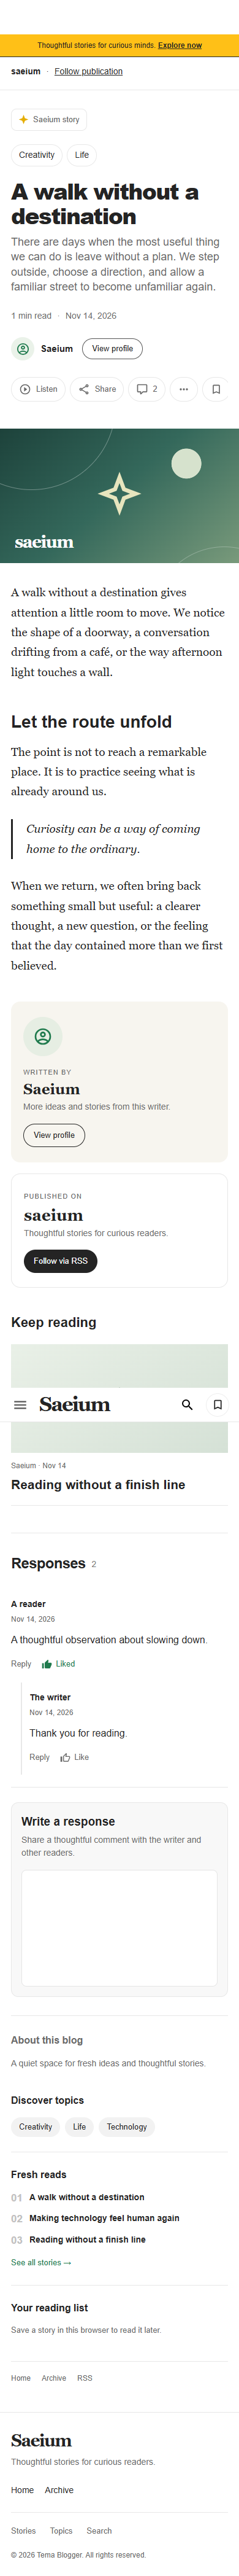 Thoughtful stories for curious minds. Explore now
saeium · Follow publication
Saeium story
Creativity Life
A walk without a
destination
There are days when the most useful thing
we can do is leave without a plan. We step
outside, choose a direction, and allow a
familiar street to become unfamiliar again.
1 min read · Nov 14, 2026
Saeium View profile
Listen Share 2
saeium
A walk without a destination gives
attention a little room to move. We notice
the shape of a doorway, a conversation
drifting from a café, or the way afternoon
light touches a wall.
Let the route unfold
The point is not to reach a remarkable
place. It is to practice seeing what is
already around us.
Curiosity can be a way of coming
home to the ordinary.
When we return, we often bring back
something small but useful: a clearer
thought, a new question, or the feeling
that the day contained more than we first
believed.
WRITTEN BY
Saeium
More ideas and stories from this writer.
View profile
PUBLISHED ON
saeium
Thoughtful stories for curious readers.
Follow via RSS
Keep reading
Saeium
Saeium · Nov 14
Reading without a finish line
Responses 2
A reader
Nov 14, 2026
A thoughtful observation about slowing down.
Reply Liked
The writer
Nov 14, 2026
Thank you for reading.
Reply Like
Write a response
Share a thoughtful comment with the writer and
other readers.
About this blog
A quiet space for fresh ideas and thoughtful stories.
Discover topics
Creativity Life Technology
Fresh reads
01 A walk without a destination
02 Making technology feel human again
03 Reading without a finish line
See all stories →
Your reading list
Save a story in this browser to read it later.
Home Archive RSS
Saeium
Thoughtful stories for curious readers.
Home Archive
Stories Topics Search
© 2026 Tema Blogger. All rights reserved.